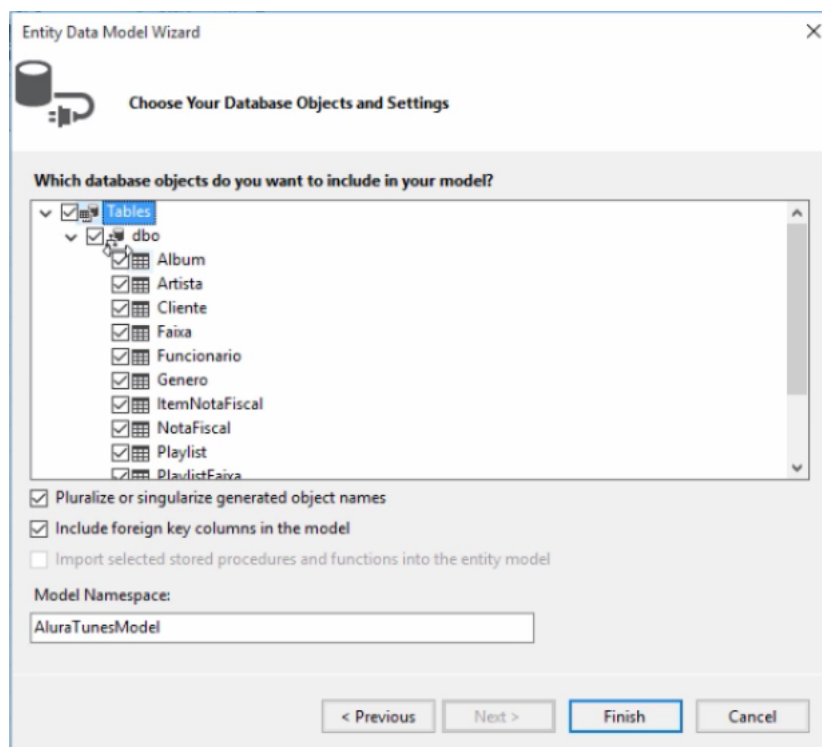 Entity Data Model Wizard
Choose Your Database Objects and Settings
Which database objects do you want to include in your model?
Tables
dbo
Album
Artista
Cliente
Faixa
Funcionario
Genero
ItemNotaFiscal
NotaFiscal
Playlist
PlaylistFaixa
Pluralize or singularize generated object names
Include foreign key columns in the model
Import selected stored procedures and functions into the entity model
Model Namespace:
AluraTunesModel
< Previous Next > Finish Cancel